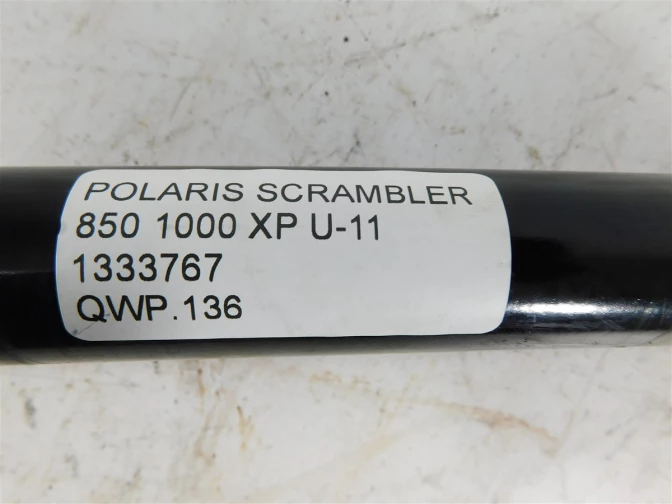 POLARIS SCRAMBLER
850 1000 XP U-11
1333767
QWP.136